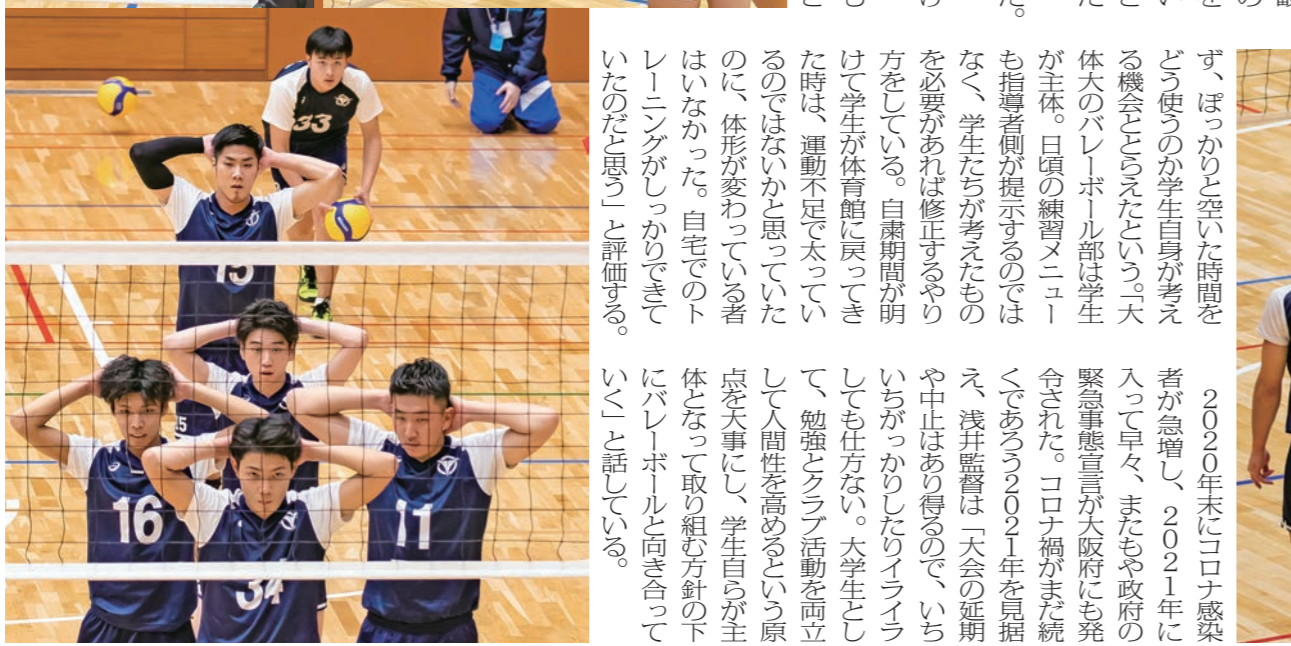 ず、ぽっかりと空いた時間を
どう使うのか学生自身が考え
る機会ととらえたという。「大
体大のバレーボール部は学生
が主体。日頃の練習メニュー
も指導者側が提示するのでは
なく、学生たちが考えたもの
を必要があれば修正するやり
方をしている。自粛期間が明
けて学生が体育館に戻ってき
た時は、運動不足で太ってい
るのではないかと思っていた
のに、体形が変わっている者
はいなかった。自宅でのト
レーニングがしっかりできて
いたのだと思う」と評価する。
2020年末にコロナ感染
者が急増し、2021年に
入って早々、またもや政府の
緊急事態宣言が大阪府にも発
令された。コロナ禍がまだ続
くであろう2021年を見据
え、浅井監督は「大会の延期
や中止はあり得るので、いち
いちがっかりしたりイライラ
しても仕方ない。大学生とし
て、勉強とクラブ活動を両立
して人間性を高めるという原
点を大事にし、学生自らが主
体となって取り組む方針の下
にバレーボールと向き合って
いく」と話している。
33
15
16
11
34